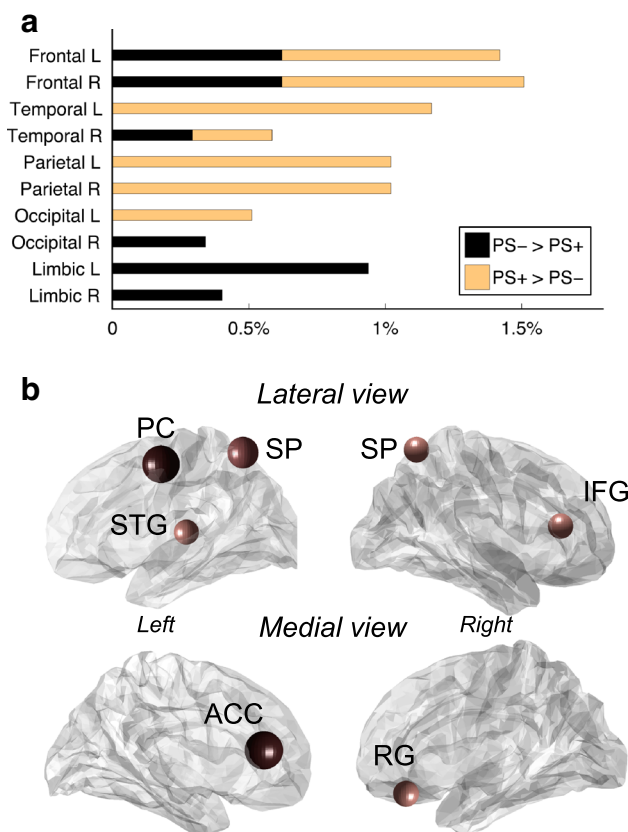 a
Frontal L
Frontal R
Temporal L
Temporal R
Parietal L
Parietal R
Occipital L
Occipital R
Limbic L
Limbic R
PS− > PS+
PS+ > PS−
0 0.5% 1% 1.5%
b
Lateral view
PC SP SP
IFG
STG
Left Medial view Right
ACC
RG